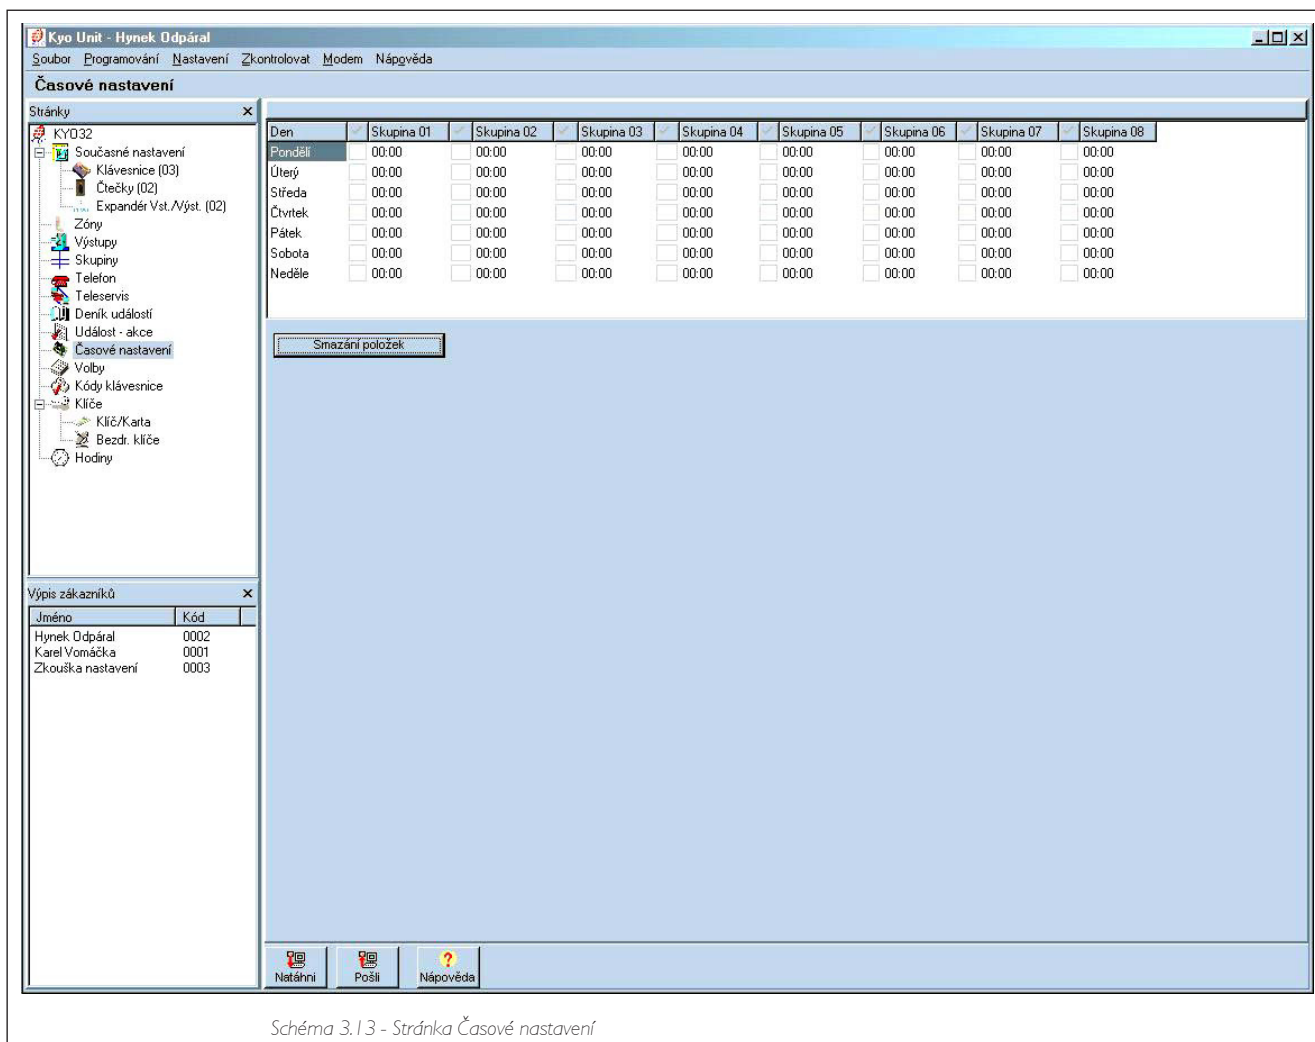 Kyo Unit - Hynek Odpáral
Soubor Programování Nastavení Zkontrolovat Modem Nápověda
Časové nastavení
Stránky
KYO32
Současné nastavení
Klávesnice (03)
Čtečky (02)
Expandér Vst./Výst. (02)
Zóny
Výstupy
Skupiny
Telefon
Teleservis
Deník událostí
Událost - akce
Časové nastavení
Volby
Kódy klávesnice
Klíče
Klíč/Karta
Bezdr. klíče
Hodiny
Výpis zákazníků
Jméno Kód
Hynek Odpáral 0002
Karel Vomáčka 0001
Zkouška nastavení 0003
Den Skupina 01 Skupina 02 Skupina 03 Skupina 04 Skupina 05 Skupina 06 Skupina 07 Skupina 08
Pondělí 00:00 00:00 00:00 00:00 00:00 00:00 00:00 00:00
Úterý 00:00 00:00 00:00 00:00 00:00 00:00 00:00 00:00
Středa 00:00 00:00 00:00 00:00 00:00 00:00 00:00 00:00
Čtvrtek 00:00 00:00 00:00 00:00 00:00 00:00 00:00 00:00
Pátek 00:00 00:00 00:00 00:00 00:00 00:00 00:00 00:00
Sobota 00:00 00:00 00:00 00:00 00:00 00:00 00:00 00:00
Neděle 00:00 00:00 00:00 00:00 00:00 00:00 00:00 00:00
Smazání položek
Natáhni Pošli Nápověda
Schéma 3.13 - Stránka Časové nastavení